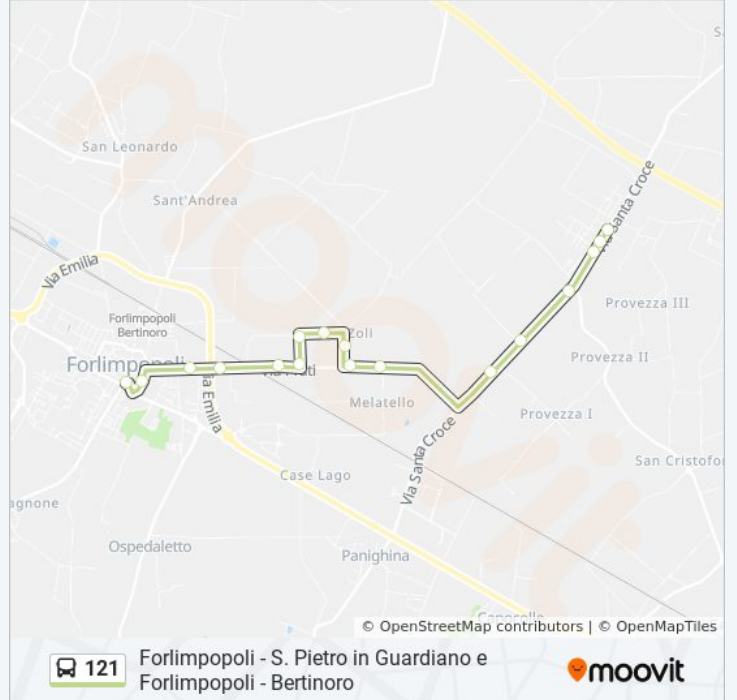 San Leonardo
Sant'Andrea
Via Emilia
Via Santa Croce
Forlimpopoli
Bertinoro
Provezza III
Zoli
Forlimpopoli
Provezza II
Melatello
Provezza I
Via Santa Croce
Case Lago
San Cristofor
agnone
Ospedaletto
Panighina
© OpenStreetMap contributors | © OpenMapTiles
121
Forlimpopoli - S. Pietro in Guardiano e
Forlimpopoli - Bertinoro
moovit